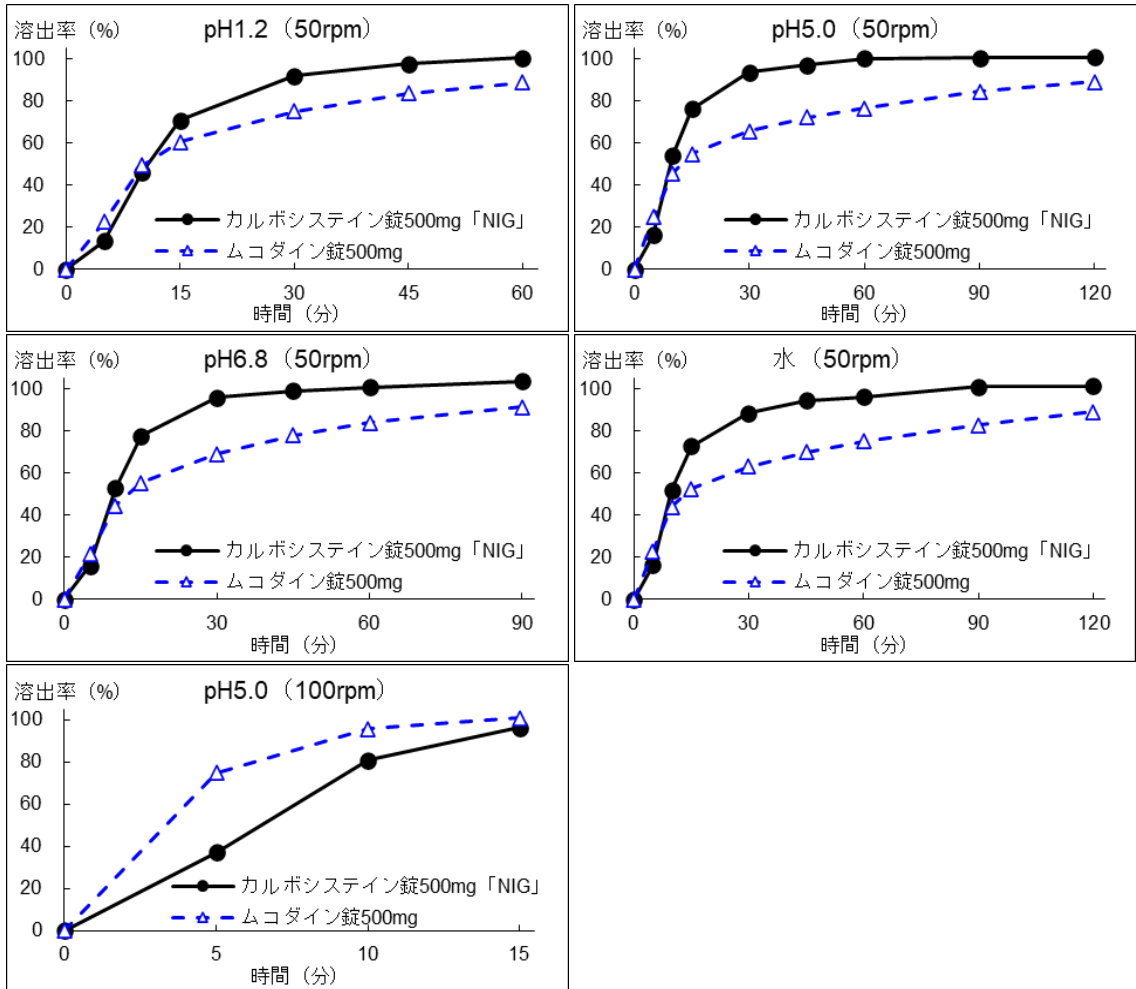 溶出率（%） pH1.2（50rpm）
100
80
60
40
20
0
カルボシステイン錠500mg「NIG」
ムコダイン錠500mg
0 15 30 45 60
時間（分）
溶出率（%） pH5.0（50rpm）
100
80
60
40
20
0
カルボシステイン錠500mg「NIG」
ムコダイン錠500mg
0 30 60 90 120
時間（分）
溶出率（%） pH6.8（50rpm）
100
80
60
40
20
0
カルボシステイン錠500mg「NIG」
ムコダイン錠500mg
0 30 60 90
時間（分）
溶出率（%） 水（50rpm）
100
80
60
40
20
0
カルボシステイン錠500mg「NIG」
ムコダイン錠500mg
0 30 60 90 120
時間（分）
溶出率（%） pH5.0（100rpm）
100
80
60
40
20
0
カルボシステイン錠500mg「NIG」
ムコダイン錠500mg
0 5 10 15
時間（分）